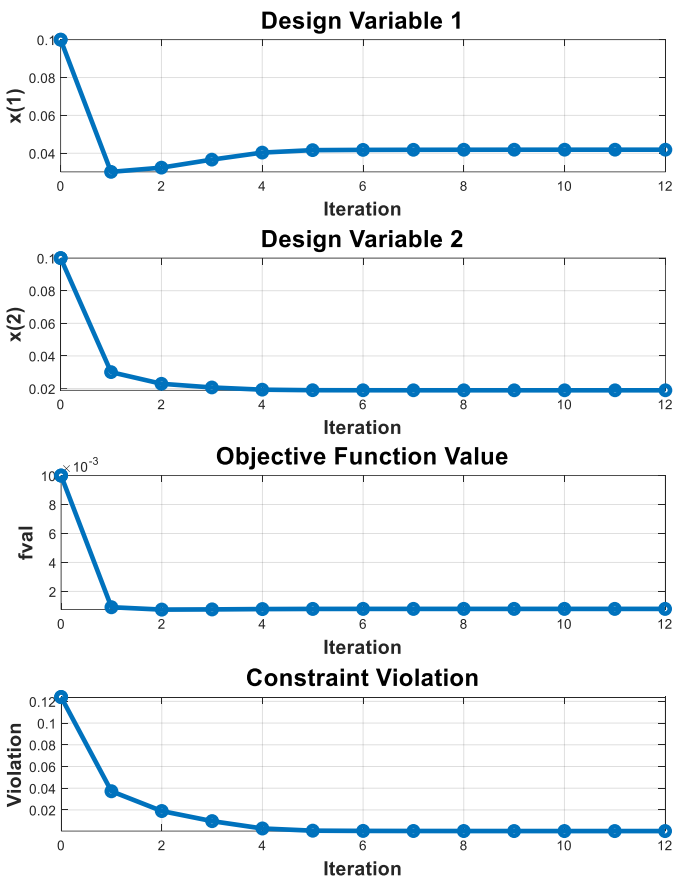 Design Variable 1
0.1
0.08
0.06
0.04
x(1)
0 2 4 6 8 10 12
Iteration
Design Variable 2
0.1
0.08
0.06
0.04
0.02
x(2)
0 2 4 6 8 10 12
Iteration
Objective Function Value
10 ×10-3
8
6
4
2
fval
0 2 4 6 8 10 12
Iteration
Constraint Violation
0.12
0.1
0.08
0.06
0.04
0.02
Violation
0 2 4 6 8 10 12
Iteration